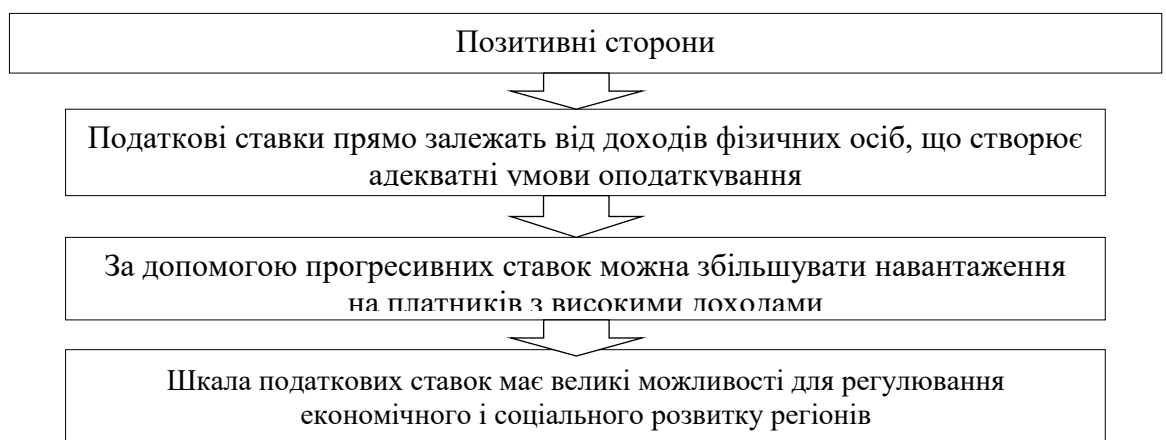 Позитивні сторони
Податкові ставки прямо залежать від доходів фізичних осіб, що створює
адекватні умови оподаткування
За допомогою прогресивних ставок можна збільшувати навантаження
на платників з високими доходами
Шкала податкових ставок має великі можливості для регулювання
економічного і соціального розвитку регіонів